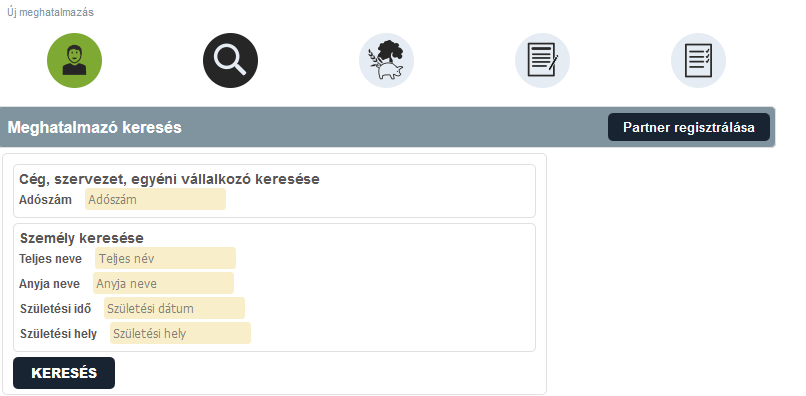 Új meghatalmazás
Meghatalmazó keresés
Partner regisztrálása
Cég, szervezet, egyéni vállalkozó keresése
Adószám Adószám
Személy keresése
Teljes neve Teljes név
Anyja neve Anyja neve
Születési idő Születési dátum
Születési hely Születési hely
KERESÉS